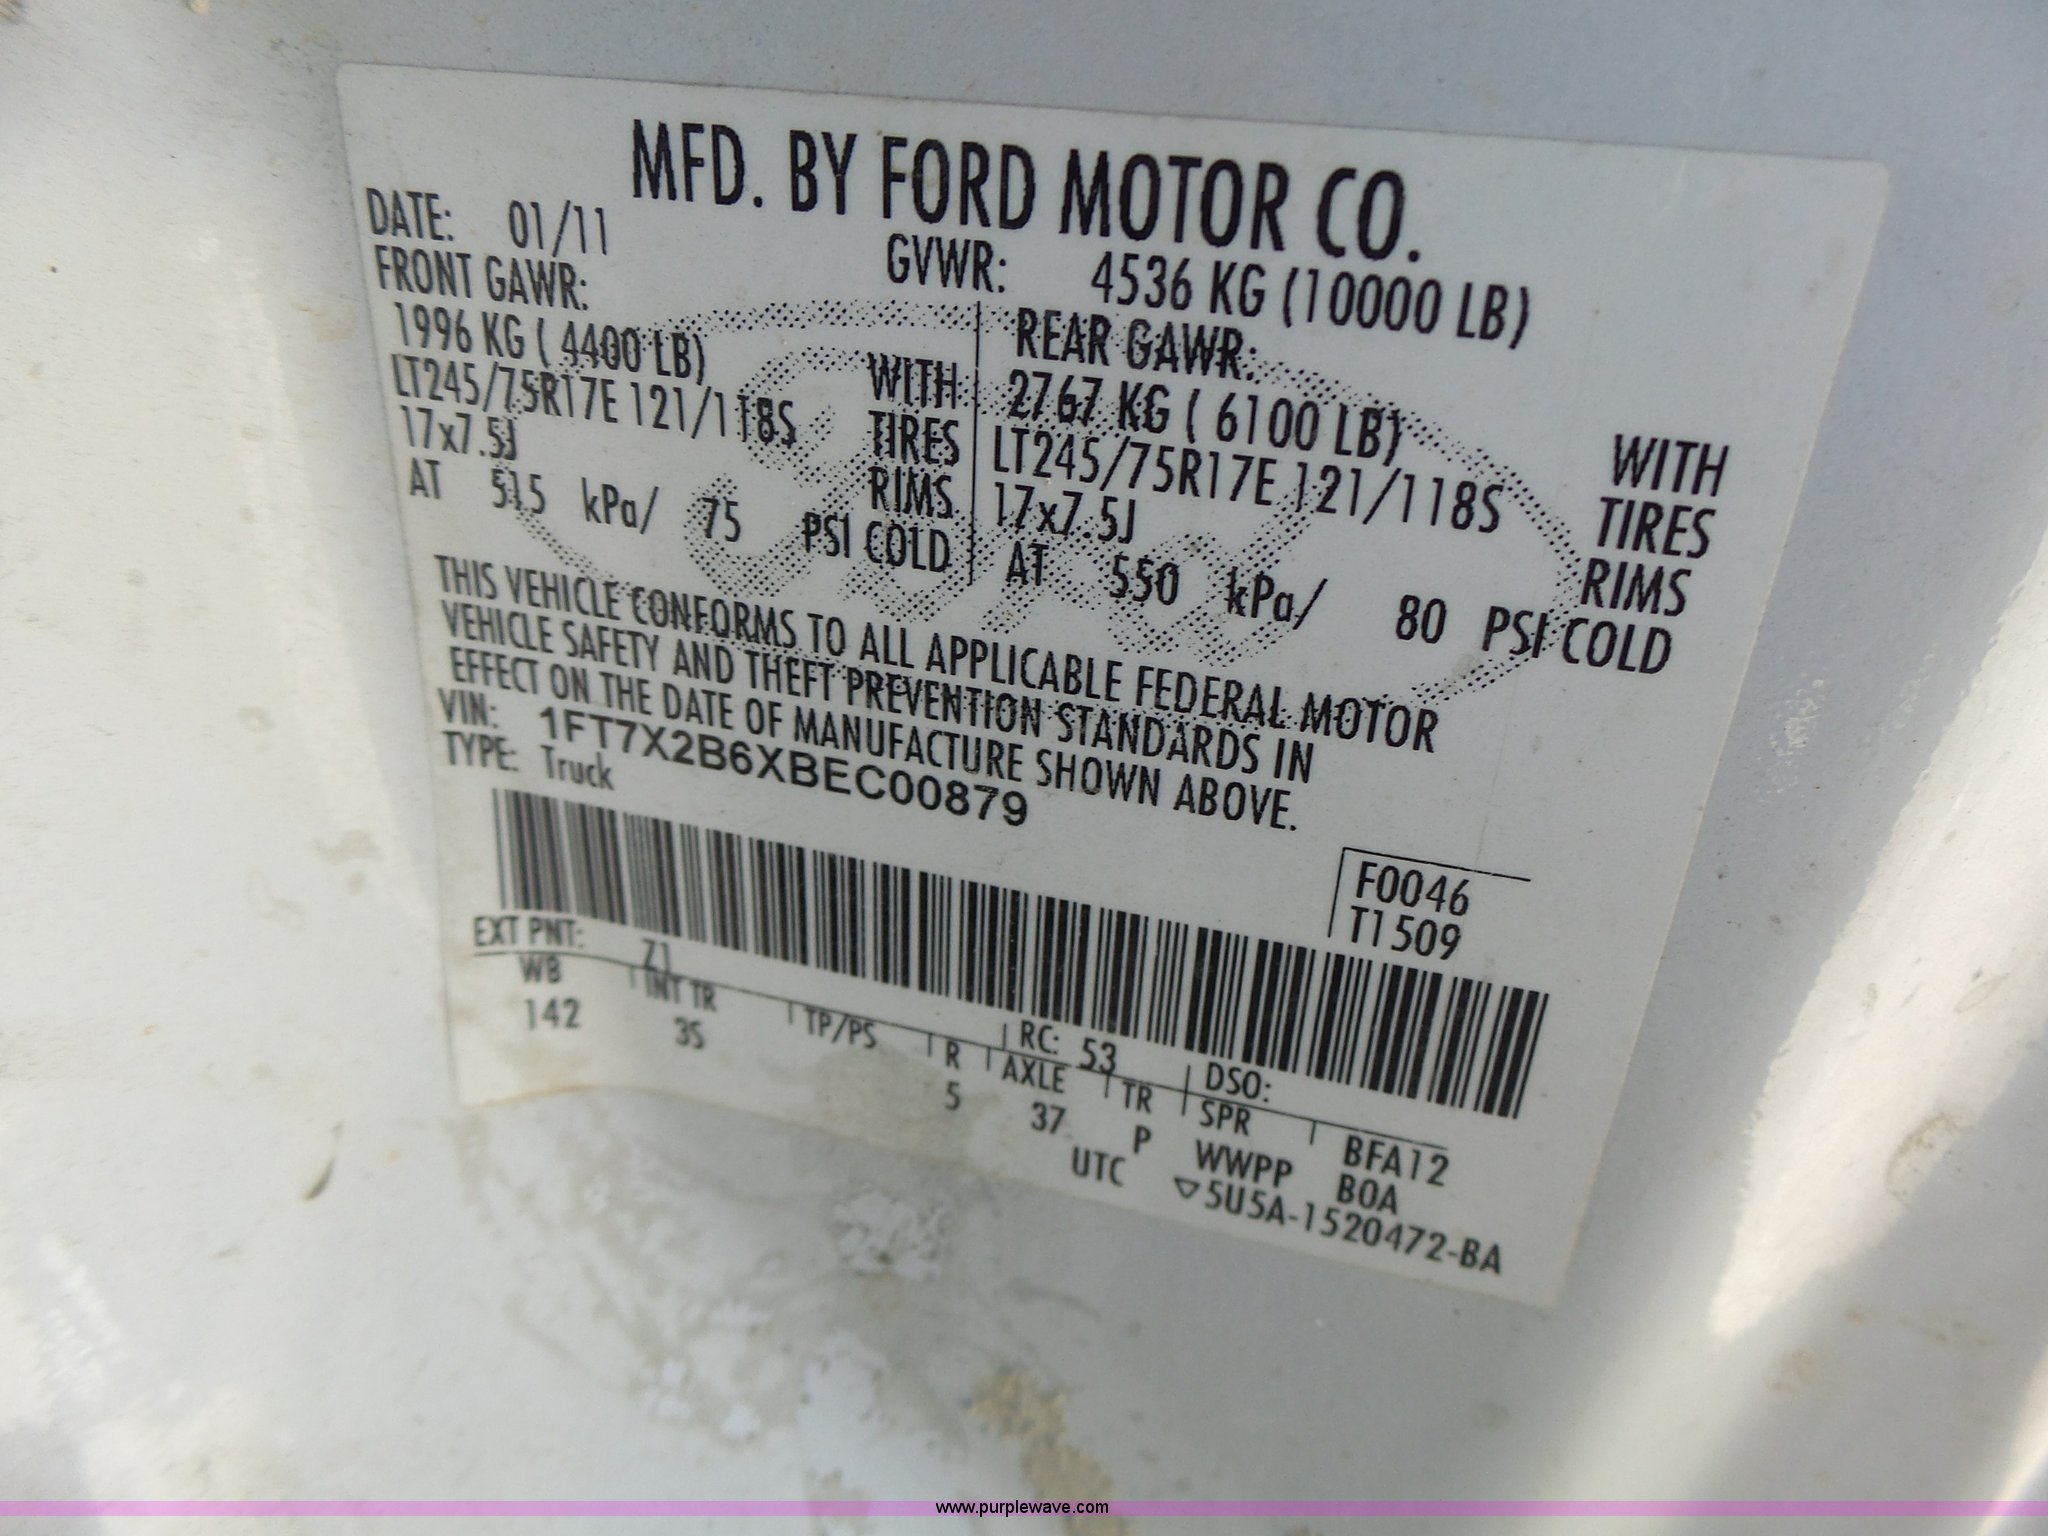 MFD. BY FORD MOTOR CO.
DATE: 01/11
GVWR: 4536 KG (10000 LB)
FRONT GAWR:
1996 KG ( 4400 LB) WITH
LT245/75R17E 121/118S TIRES
17x7.5J RIMS
AT 515 kPa/ 75 PSI COLD
REAR GAWR:
2767 KG ( 6100 LB) WITH
LT245/75R17E 121/118S TIRES
17x7.5J RIMS
AT 550 kPa/ 80 PSI COLD
THIS VEHICLE CONFORMS TO ALL APPLICABLE FEDERAL MOTOR
VEHICLE SAFETY AND THEFT PREVENTION STANDARDS IN
EFFECT ON THE DATE OF MANUFACTURE SHOWN ABOVE.
VIN: 1FT7X2B6XBEC00879
TYPE: Truck
F0046
T1509
EXT PNT: Z1 RC: 53 DSO:
WB INT TR TP/PS R AXLE TR SPR BFA12
142 35 5 37 P WWPP BOA
UTC ▽5U5A-1520472-BA
www.purplewave.com